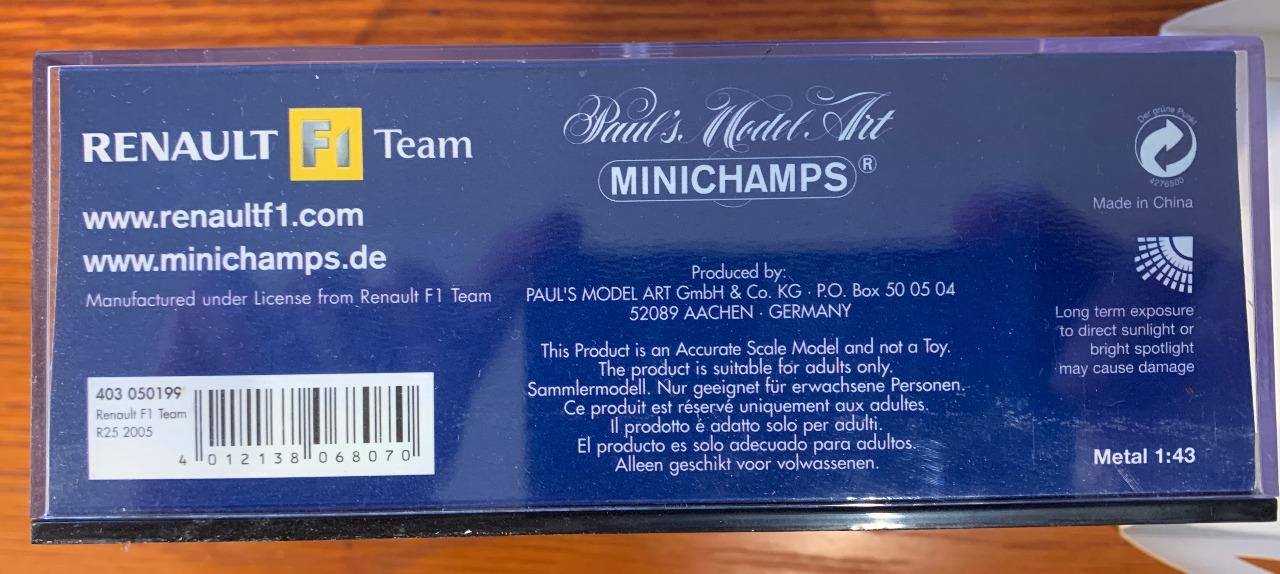 RENAULT F1 Team
www.renaultf1.com
www.minichamps.de
Manufactured under License from Renault F1 Team
403 050199
Renault F1 Team
R25 2005
4 012138 068070
Paul's Model Art
MINICHAMPS®
Produced by:
PAUL'S MODEL ART GmbH & Co. KG · P.O. Box 50 05 04
52089 AACHEN · GERMANY
This Product is an Accurate Scale Model and not a Toy.
The product is suitable for adults only.
Sammlermodell. Nur geeignet für erwachsene Personen.
Ce produit est réservé uniquement aux adultes.
Il prodotto é adatto solo per adulti.
El producto es solo adecuado para adultos.
Alleen geschikt voor volwassenen.
Der grüne Punkt
4276500
Made in China
Long term exposure
to direct sunlight or
bright spotlight
may cause damage
Metal 1:43